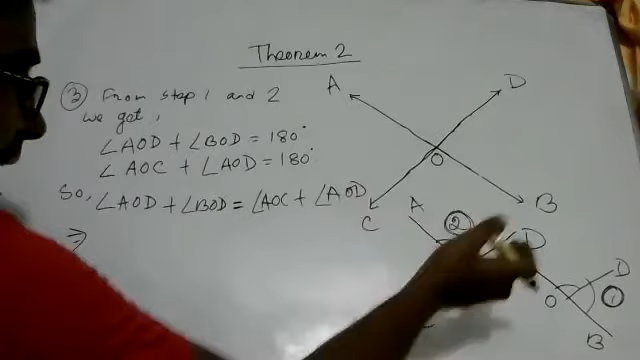 Theorem 2
③ From step 1 and 2
we get,
∠AOD + ∠BOD = 180°
∠AOC + ∠AOD = 180°
So, ∠AOD + ∠BOD = ∠AOC + ∠AOD
⇒
A
D
O
C
B
A
②
D
D
O
①
B